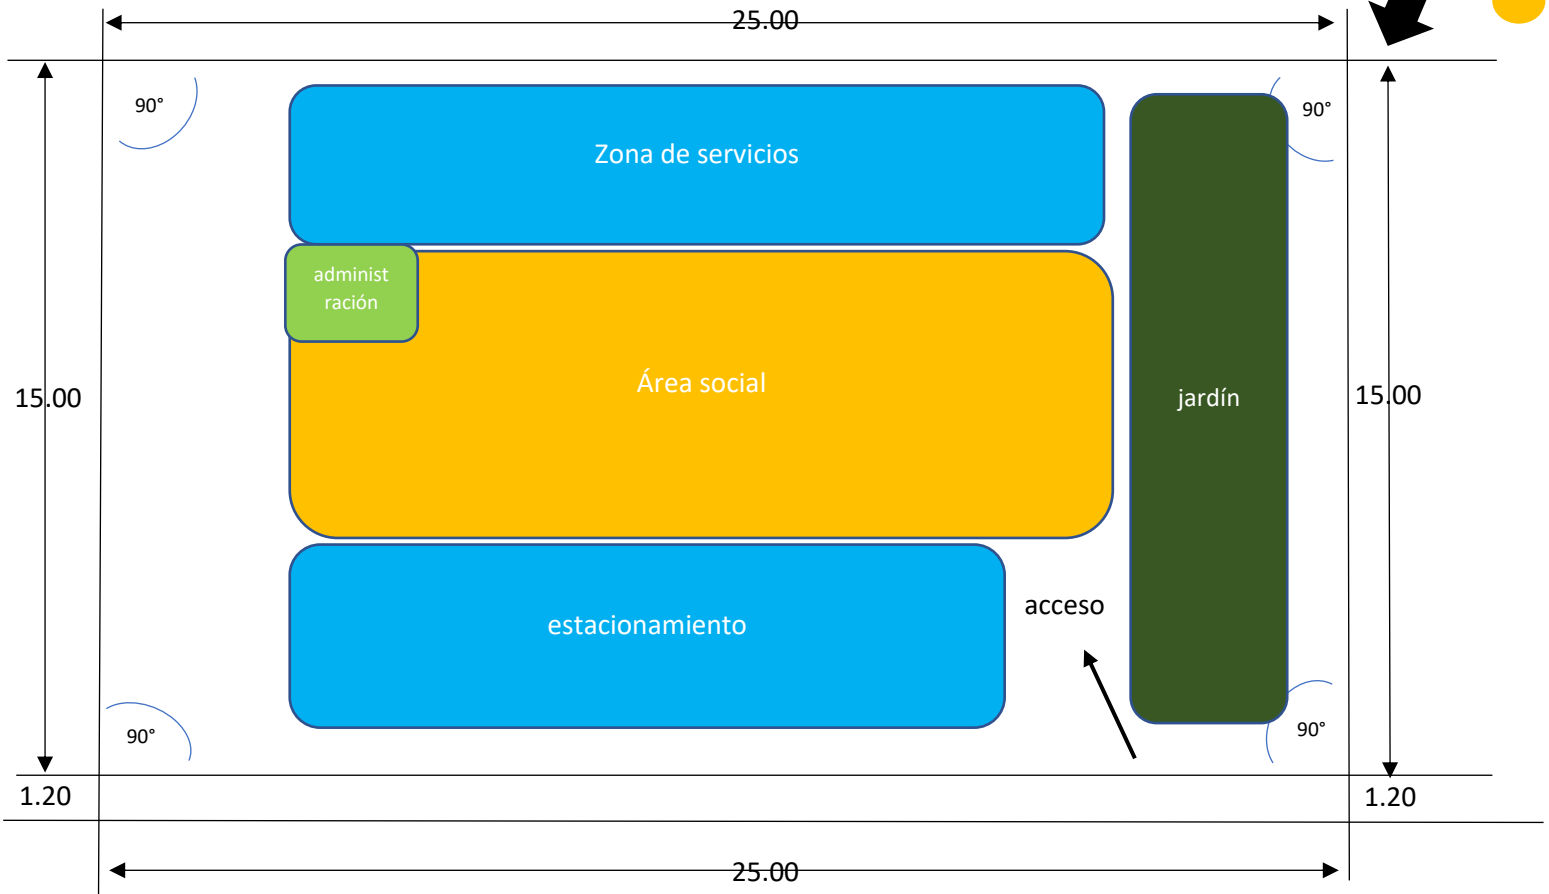 25.00
90°
90°
Zona de servicios
administ
ración
Área social
15.00
jardín
15.00
acceso
estacionamiento
90°
90°
1.20
1.20
25.00